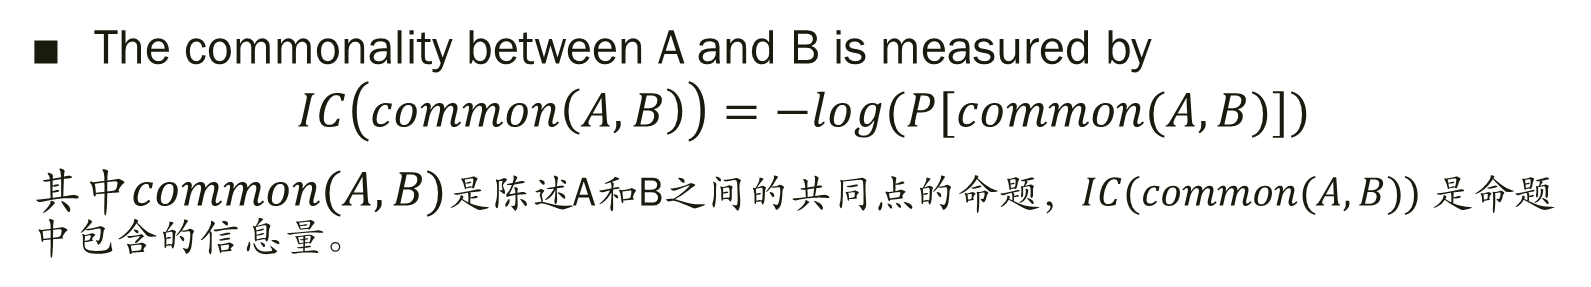 ■ The commonality between A and B is measured by
IC(common(A, B)) = −log(P[common(A, B)])
其中common(A, B)是陈述A和B之间的共同点的命题，IC(common(A, B)) 是命题
中包含的信息量。